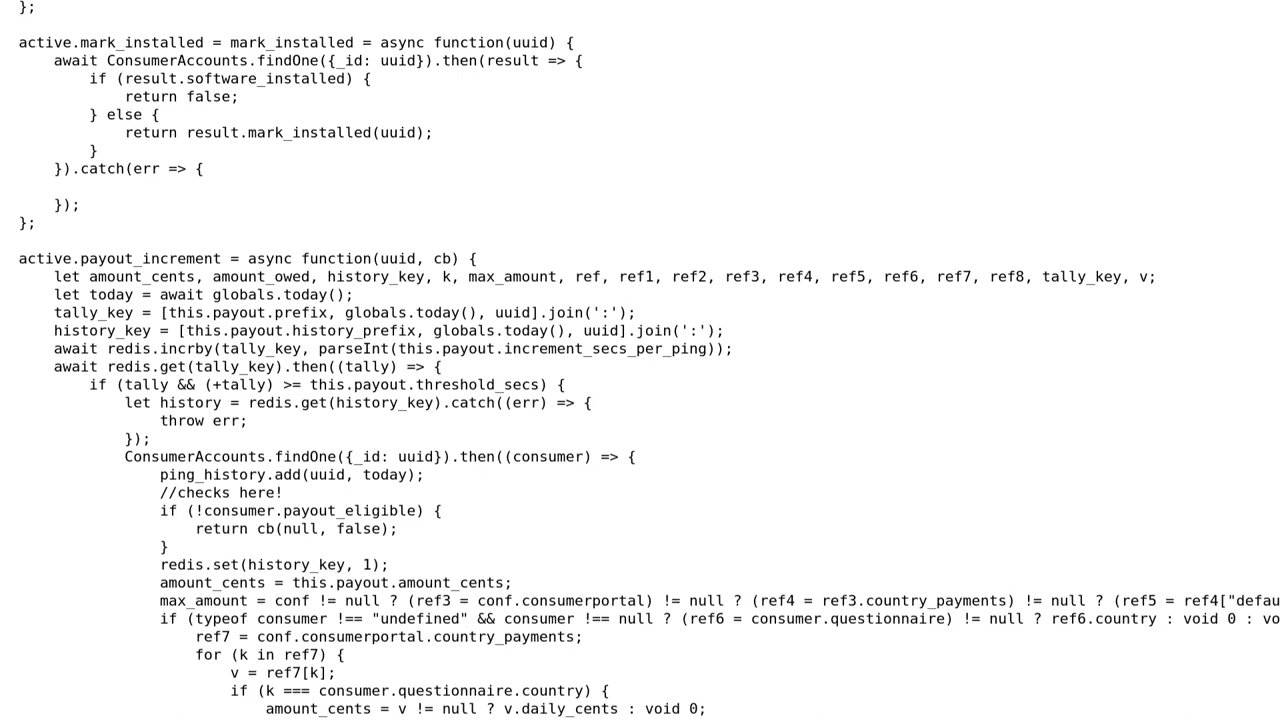 };
active.mark_installed = mark_installed = async function(uuid) {
    await ConsumerAccounts.findOne({_id: uuid}).then(result => {
        if (result.software_installed) {
            return false;
        } else {
            return result.mark_installed(uuid);
        }
    }).catch(err => {
    });
};
active.payout_increment = async function(uuid, cb) {
    let amount_cents, amount_owed, history_key, k, max_amount, ref, ref1, ref2, ref3, ref4, ref5, ref6, ref7, ref8, tally_key, v;
    let today = await globals.today();
    tally_key = [this.payout.prefix, globals.today(), uuid].join(':');
    history_key = [this.payout.history_prefix, globals.today(), uuid].join(':');
    await redis.incrby(tally_key, parseInt(this.payout.increment_secs_per_ping));
    await redis.get(tally_key).then((tally) => {
        if (tally && (+tally) >= this.payout.threshold_secs) {
            let history = redis.get(history_key).catch((err) => {
                throw err;
            });
            ConsumerAccounts.findOne({_id: uuid}).then((consumer) => {
                ping_history.add(uuid, today);
                //checks here!
                if (!consumer.payout_eligible) {
                    return cb(null, false);
                }
                redis.set(history_key, 1);
                amount_cents = this.payout.amount_cents;
                max_amount = conf != null ? (ref3 = conf.consumerportal) != null ? (ref4 = ref3.country_payments) != null ? (ref5 = ref4["defau
                if (typeof consumer !== "undefined" && consumer !== null ? (ref6 = consumer.questionnaire) != null ? ref6.country : void 0 : vo
                    ref7 = conf.consumerportal.country_payments;
                    for (k in ref7) {
                        v = ref7[k];
                        if (k === consumer.questionnaire.country) {
                            amount_cents = v != null ? v.daily_cents : void 0;